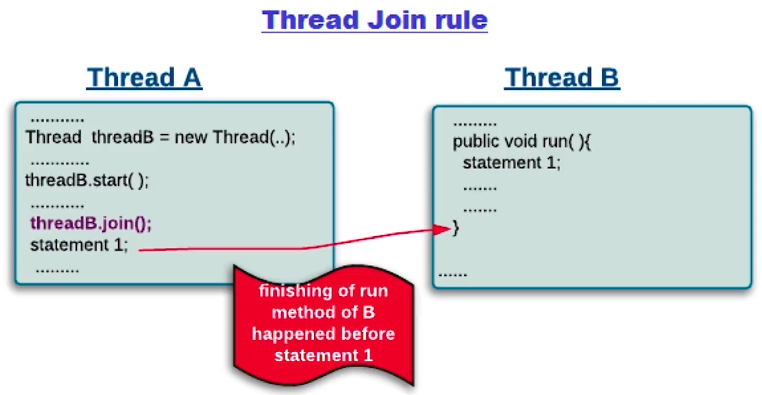 Thread Join rule
Thread A
...........
Thread  threadB = new Thread(..);
............
threadB.start( );
...........
threadB.join();
statement 1;
.........
Thread B
.........
public void run( ){
statement 1;
.......
.......
}
......
finishing of run
method of B
happened before
statement 1